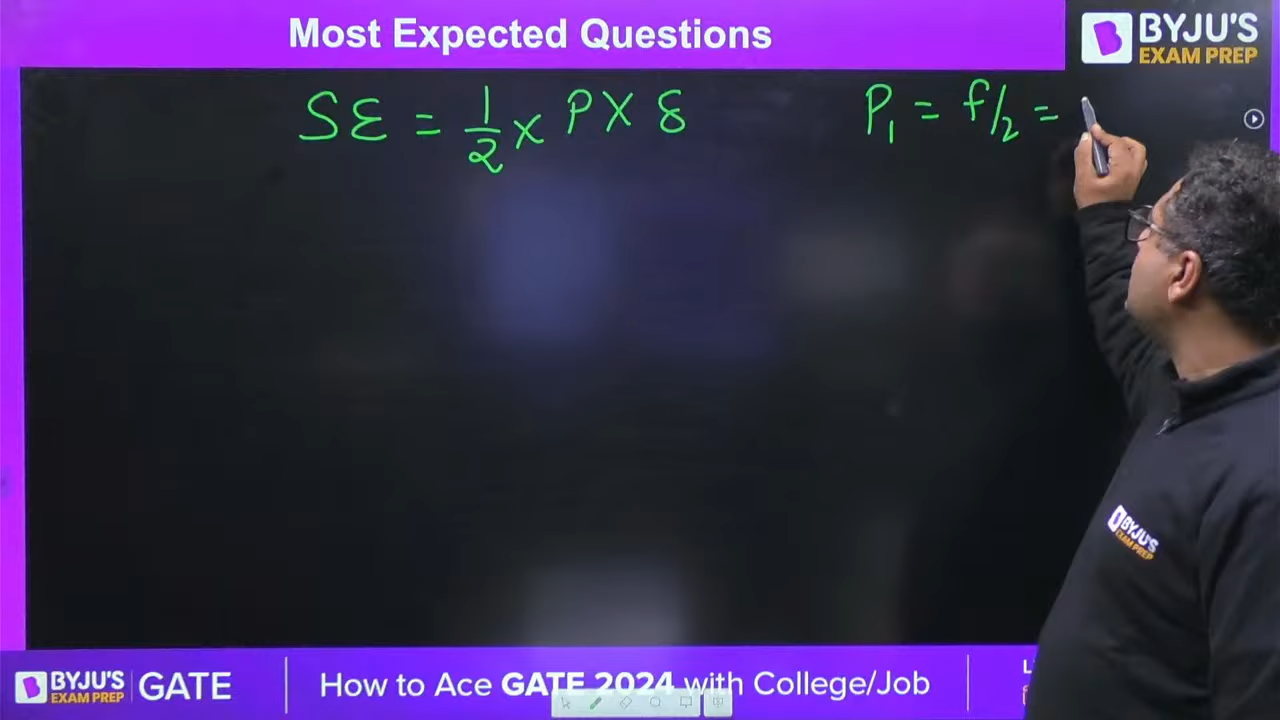 Most Expected Questions
BYJU'S
EXAM PREP
SE = 1/2 × P × δ
P₁ = f/2 =
BYJU'S
EXAM PREP
BYJU'S
EXAM PREP
GATE
How to Ace GATE 2024 with College/Job